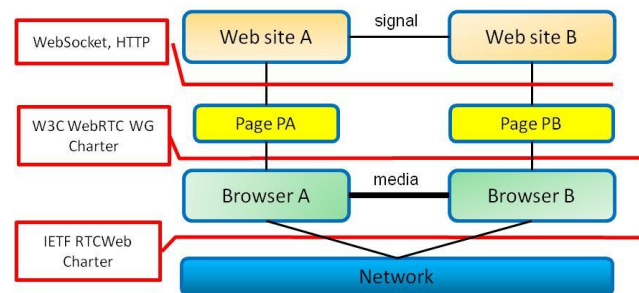 signal
Web site A
Web site B
WebSocket, HTTP
W3C WebRTC WG
Charter
Page PA
Page PB
media
Browser A
Browser B
IETF RTCWeb
Charter
Network